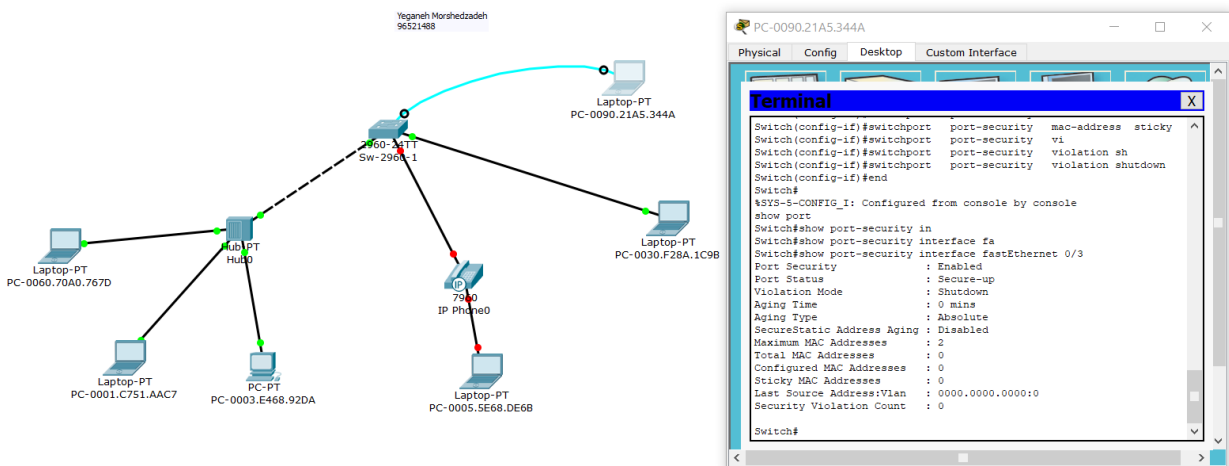 Yeganeh Morshedzadeh
96521488
Laptop-PT
PC-0090.21A5.344A
2960-24TT
Sw-2960-1
Hub-PT
Hub0
Laptop-PT
PC-0060.70A0.767D
Laptop-PT
PC-0030.F28A.1C9B
IP
7960
IP Phone0
Laptop-PT
PC-0001.C751.AAC7
PC-PT
PC-0003.E468.92DA
Laptop-PT
PC-0005.5E68.DE6B
PC-0090.21A5.344A
Physical Config Desktop Custom Interface
Terminal X
Switch(config-if)#switchport port-security mac-address sticky
Switch(config-if)#switchport port-security vi
Switch(config-if)#switchport port-security violation sh
Switch(config-if)#switchport port-security violation shutdown
Switch(config-if)#end
Switch#
%SYS-5-CONFIG_I: Configured from console by console
show port
Switch#show port-security in
Switch#show port-security interface fa
Switch#show port-security interface fastEthernet 0/3
Port Security : Enabled
Port Status : Secure-up
Violation Mode : Shutdown
Aging Time : 0 mins
Aging Type : Absolute
SecureStatic Address Aging : Disabled
Maximum MAC Addresses : 2
Total MAC Addresses : 0
Configured MAC Addresses : 0
Sticky MAC Addresses : 0
Last Source Address:Vlan : 0000.0000.0000:0
Security Violation Count : 0
Switch#